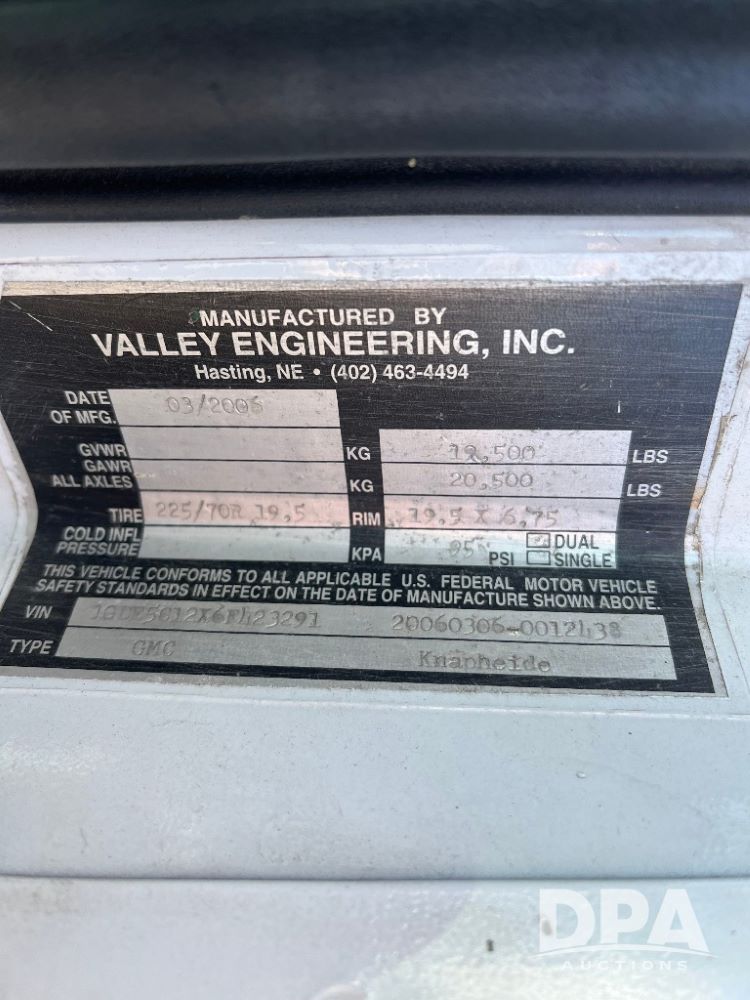 MANUFACTURED BY
VALLEY ENGINEERING, INC.
Hasting, NE • (402) 463-4494
DATE OF MFG. 03/2006
GVWR KG 19,500 LBS
GAWR ALL AXLES KG 20,500 LBS
TIRE 225/70R 19.5 RIM 19.5 X 6.75
COLD INFL PRESSURE KPA 95 PSI DUAL SINGLE
THIS VEHICLE CONFORMS TO ALL APPLICABLE U.S. FEDERAL MOTOR VEHICLE
SAFETY STANDARDS IN EFFECT ON THE DATE OF MANUFACTURE SHOWN ABOVE.
VIN 20060306-0012438
TYPE GMC Knapheide
DPA
AUCTIONS